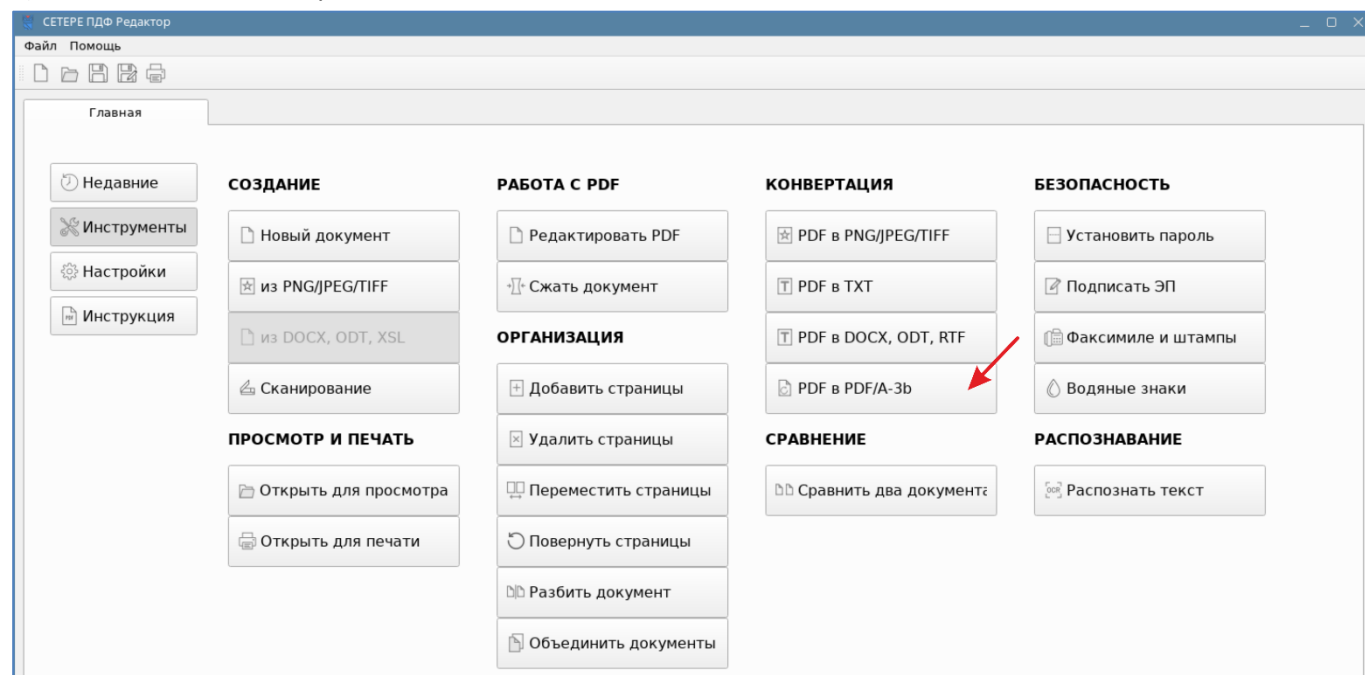 СЕТЕРЕ ПДФ Редактор
Файл Помощь
Главная
Недавние
Инструменты
Настройки
Инструкция
СОЗДАНИЕ
Новый документ
из PNG/JPEG/TIFF
из DOCX, ODT, XSL
Сканирование
ПРОСМОТР И ПЕЧАТЬ
Открыть для просмотра
Открыть для печати
РАБОТА С PDF
Редактировать PDF
Сжать документ
ОРГАНИЗАЦИЯ
Добавить страницы
Удалить страницы
Переместить страницы
Повернуть страницы
Разбить документ
Объединить документы
КОНВЕРТАЦИЯ
PDF в PNG/JPEG/TIFF
PDF в TXT
PDF в DOCX, ODT, RTF
PDF в PDF/A-3b
СРАВНЕНИЕ
Сравнить два документа
БЕЗОПАСНОСТЬ
Установить пароль
Подписать ЭП
Факсимиле и штампы
Водяные знаки
РАСПОЗНАВАНИЕ
Распознать текст